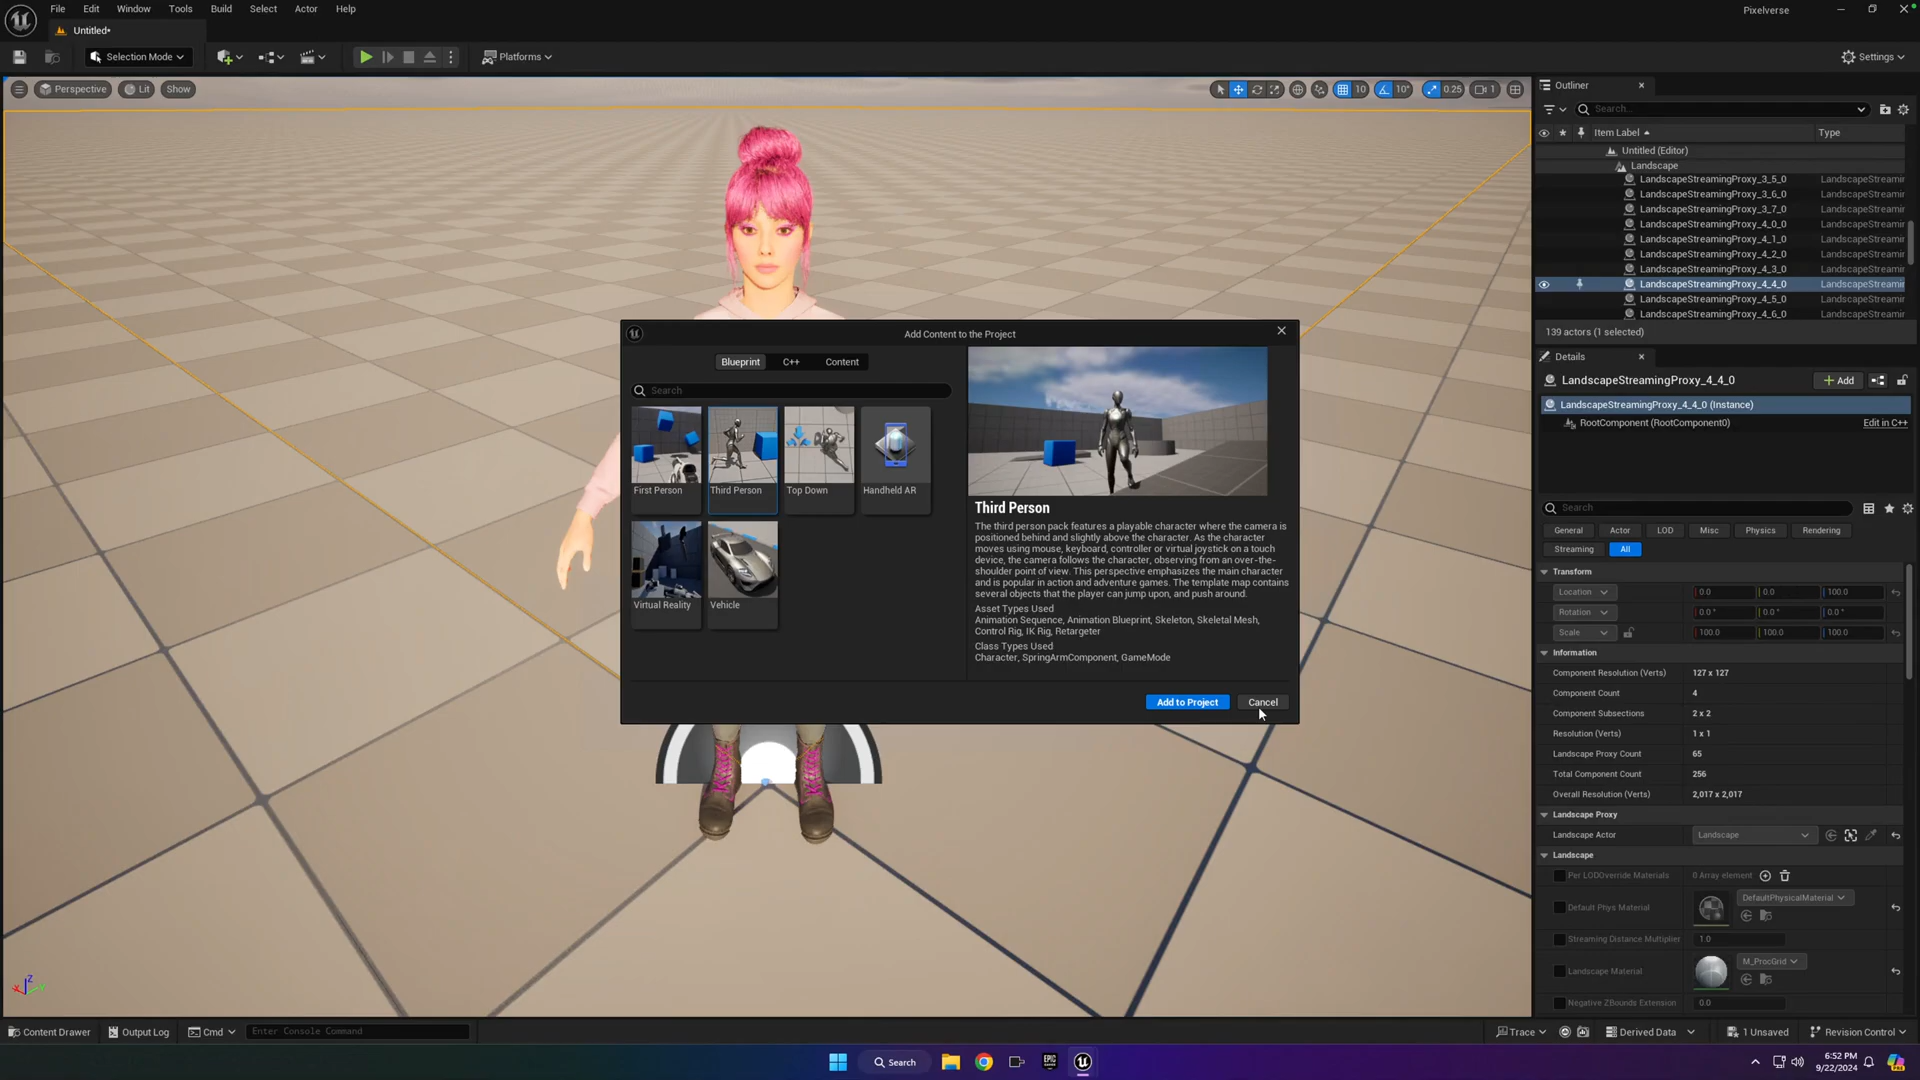 File Edit Window Tools Build Select Actor Help
Pixelverse
Untitled•
Selection Mode
Platforms
Settings
Perspective
Lit
Show
10
10°
0.25
1
Outliner
Search...
Item Label
Type
Untitled (Editor)
Landscape
LandscapeStreamingProxy_3_5_0 LandscapeStreamin
LandscapeStreamingProxy_3_6_0 LandscapeStreamin
LandscapeStreamingProxy_3_7_0 LandscapeStreamin
LandscapeStreamingProxy_4_0_0 LandscapeStreamin
LandscapeStreamingProxy_4_1_0 LandscapeStreamin
LandscapeStreamingProxy_4_2_0 LandscapeStreamin
LandscapeStreamingProxy_4_3_0 LandscapeStreamin
LandscapeStreamingProxy_4_4_0 LandscapeStreamin
LandscapeStreamingProxy_4_5_0 LandscapeStreamin
LandscapeStreamingProxy_4_6_0 LandscapeStreamin
139 actors (1 selected)
Add Content to the Project
Blueprint
C++
Content
Search
First Person
Third Person
Top Down
Handheld AR
Virtual Reality
Vehicle
Third Person
The third person pack features a playable character where the camera is
positioned behind and slightly above the character. As the character
moves using mouse, keyboard, controller or virtual joystick on a touch
device, the camera follows the character, observing from an over-the-
shoulder point of view. This perspective emphasizes the main character
and is popular in action and adventure games. The template map contains
several objects that the player can jump upon, and push around.
Asset Types Used
Animation Sequence, Animation Blueprint, Skeleton, Skeletal Mesh,
Control Rig, IK Rig, Retargeter
Class Types Used
Character, SpringArmComponent, GameMode
Add to Project
Cancel
Details
LandscapeStreamingProxy_4_4_0
Add
LandscapeStreamingProxy_4_4_0 (Instance)
RootComponent (RootComponent0)
Edit in C++
Search
General Actor LOD Misc Physics Rendering
Streaming All
Transform
Location 0.0 0.0 100.0
Rotation 0.0 ° 0.0 ° 0.0 °
Scale 100.0 100.0 100.0
Information
Component Resolution (Verts) 127 x 127
Component Count 4
Component Subsections 2 x 2
Resolution (Verts) 1 x 1
Landscape Proxy Count 65
Total Component Count 256
Overall Resolution (Verts) 2,017 x 2,017
Landscape Proxy
Landscape Actor Landscape
Landscape
Per LODOverride Materials 0 Array element
Default Phys Material DefaultPhysicalMaterial
Streaming Distance Multiplier 1.0
Landscape Material M_ProcGrid
Negative ZBounds Extension 0.0
Z
X
Y
Content Drawer
Output Log
Cmd
Enter Console Command
Trace
Derived Data
1 Unsaved
Revision Control
Search
EPIC
6:52 PM
9/22/2024